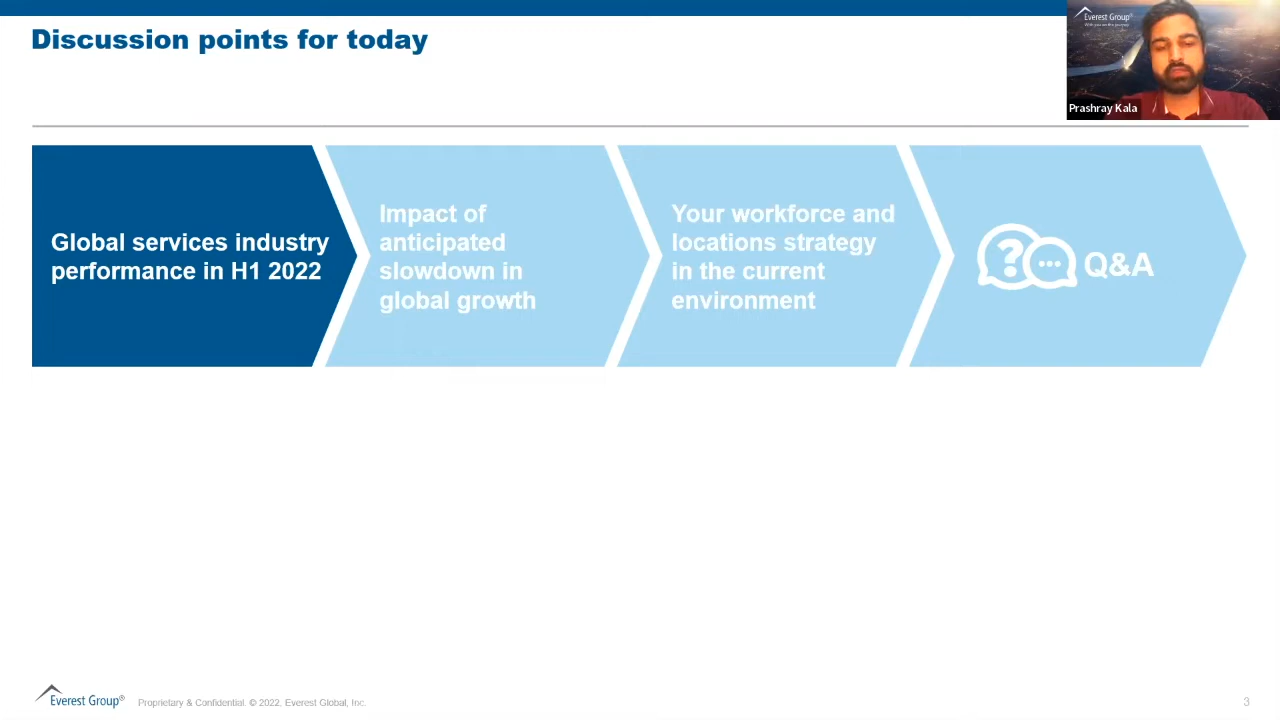 Discussion points for today
Everest Group®
Prashray Kala
Global services industry
performance in H1 2022
Impact of
anticipated
slowdown in
global growth
Your workforce and
locations strategy
in the current
environment
Q&A
Everest Group®
Proprietary & Confidential. © 2022, Everest Global, Inc.
3